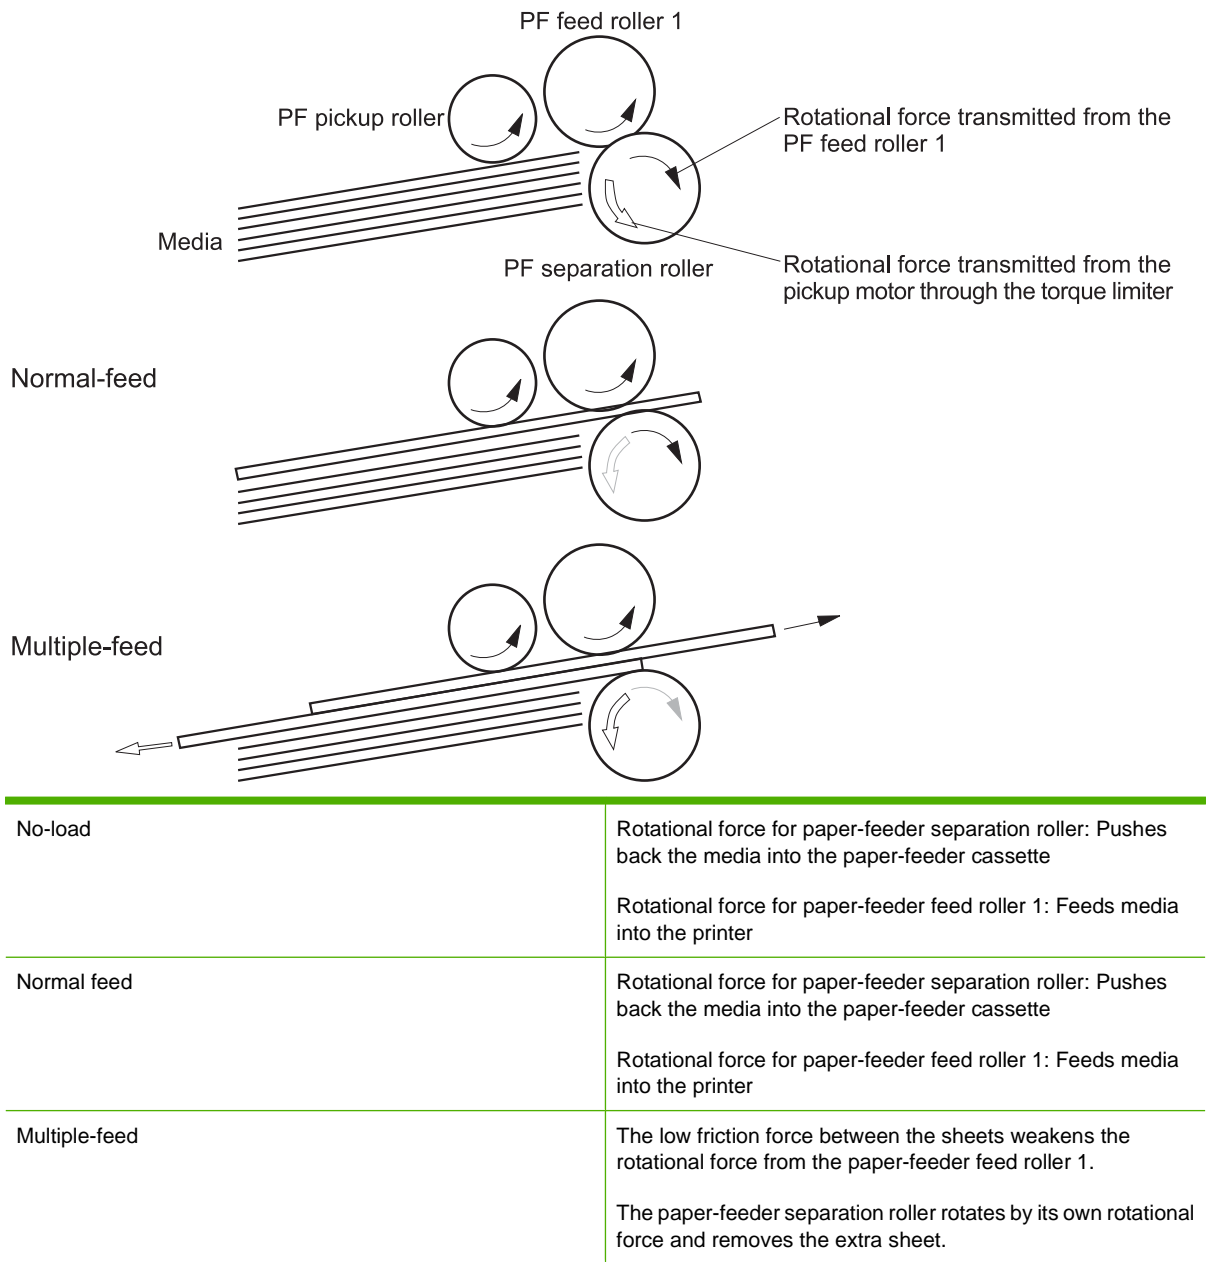 PF feed roller 1
PF pickup roller
Rotational force transmitted from the
PF feed roller 1
Media
PF separation roller
Rotational force transmitted from the
pickup motor through the torque limiter
Normal-feed
Multiple-feed
No-load
Rotational force for paper-feeder separation roller: Pushes
back the media into the paper-feeder cassette
Rotational force for paper-feeder feed roller 1: Feeds media
into the printer
Normal feed
Rotational force for paper-feeder separation roller: Pushes
back the media into the paper-feeder cassette
Rotational force for paper-feeder feed roller 1: Feeds media
into the printer
Multiple-feed
The low friction force between the sheets weakens the
rotational force from the paper-feeder feed roller 1.
The paper-feeder separation roller rotates by its own rotational
force and removes the extra sheet.